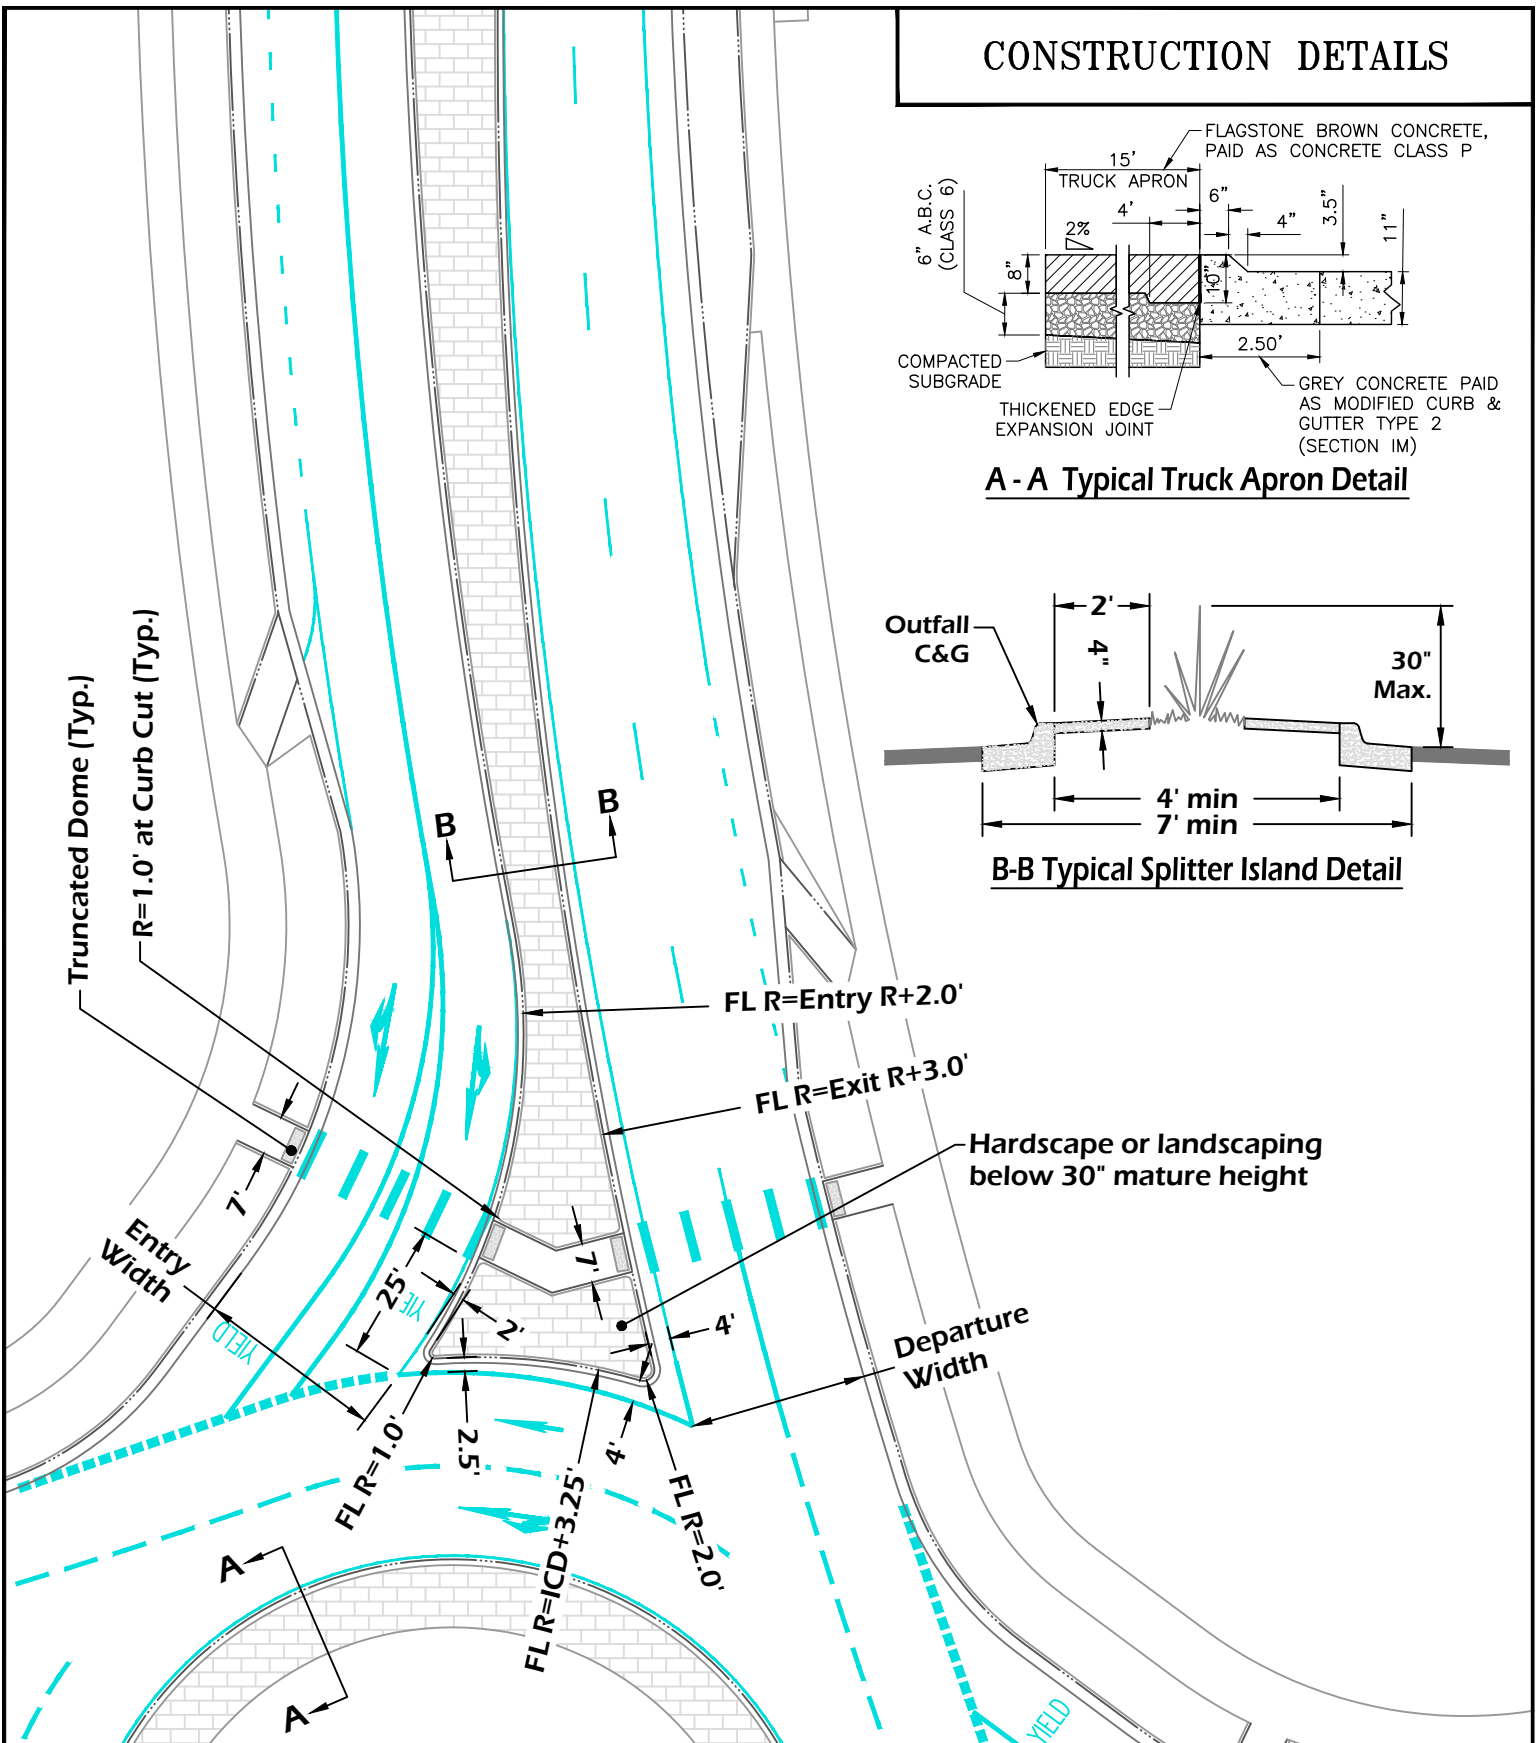 CONSTRUCTION DETAILS
FLAGSTONE BROWN CONCRETE,
PAID AS CONCRETE CLASS P
15'
TRUCK APRON
6" A.B.C.
(CLASS 6)
4'
6"
4"
3.5"
11"
2%
8"
10"
2.50'
COMPACTED
SUBGRADE
THICKENED EDGE
EXPANSION JOINT
GREY CONCRETE PAID
AS MODIFIED CURB &
GUTTER TYPE 2
(SECTION IM)
A - A Typical Truck Apron Detail
Outfall
C&G
2'
4"
30"
Max.
4' min
7' min
B-B Typical Splitter Island Detail
Truncated Dome (Typ.)
R=1.0' at Curb Cut (Typ.)
B
B
FL R=Entry R+2.0'
FL R=Exit R+3.0'
Hardscape or landscaping
below 30" mature height
7'
Entry
Width
25'
7'
2'
4'
YIELD
YIE
Departure
Width
FL R=1.0'
2.5'
FL R=ICD+3.25'
4'
FL R=2.0'
A
A
YIELD